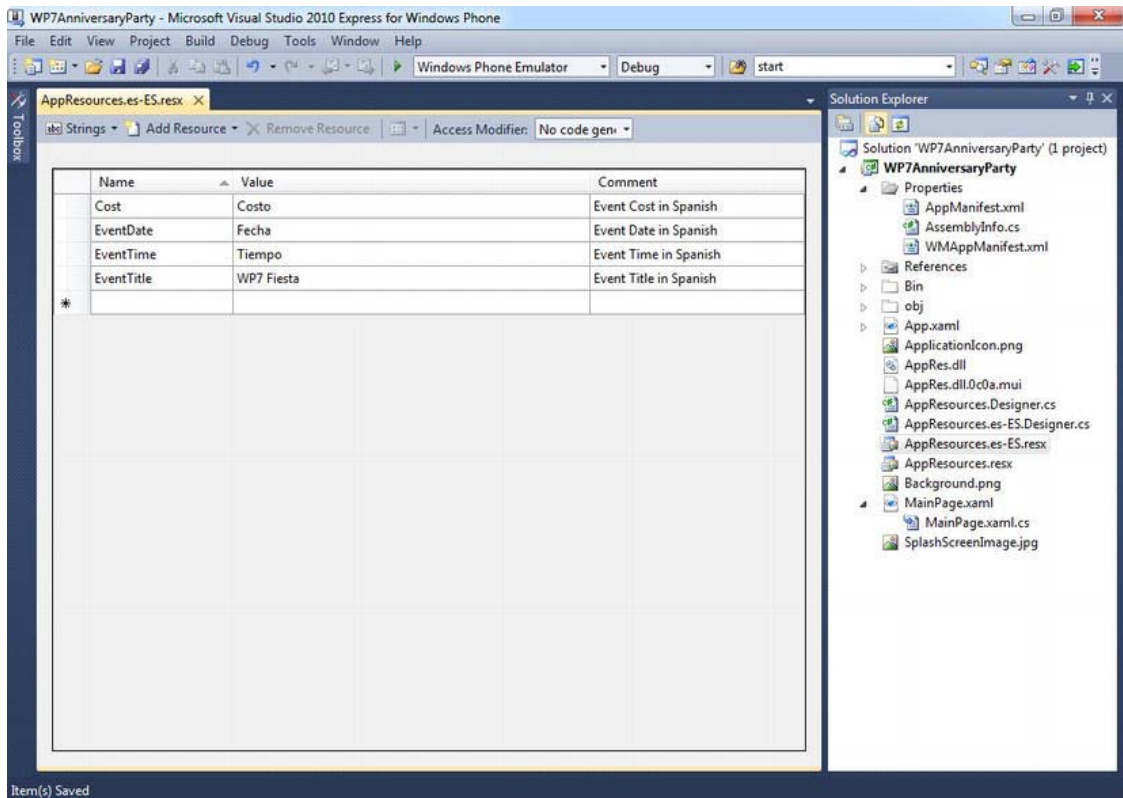 WP7AnniversaryParty - Microsoft Visual Studio 2010 Express for Windows Phone
File Edit View Project Build Debug Tools Window Help
Windows Phone Emulator Debug start
Toolbox
AppResources.es-ES.resx
abc Strings Add Resource Remove Resource Access Modifier: No code gen
Name Value Comment
Cost Costo Event Cost in Spanish
EventDate Fecha Event Date in Spanish
EventTime Tiempo Event Time in Spanish
EventTitle WP7 Fiesta Event Title in Spanish
Solution Explorer
Solution 'WP7AnniversaryParty' (1 project)
WP7AnniversaryParty
Properties
AppManifest.xml
AssemblyInfo.cs
WMAppManifest.xml
References
Bin
obj
App.xaml
ApplicationIcon.png
AppRes.dll
AppRes.dll.0c0a.mui
AppResources.Designer.cs
AppResources.es-ES.Designer.cs
AppResources.es-ES.resx
AppResources.resx
Background.png
MainPage.xaml
MainPage.xaml.cs
SplashScreenImage.jpg
Item(s) Saved